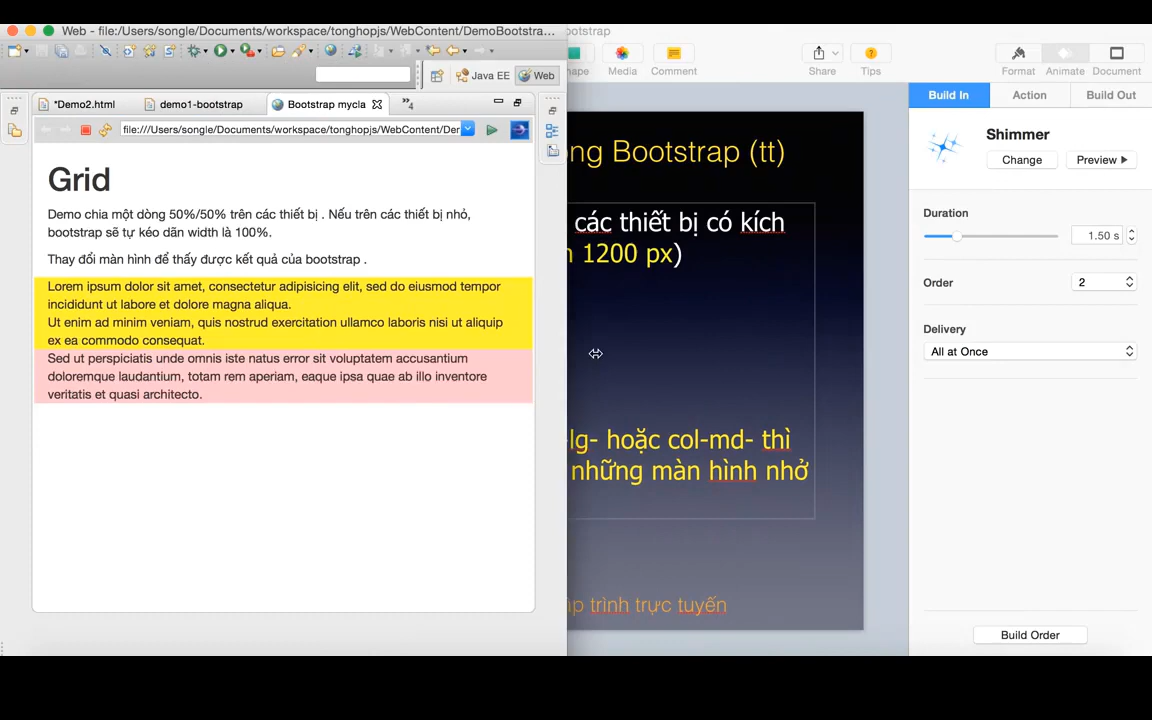 Web - file:/Users/songle/Documents/workspace/tonghopjs/WebContent/DemoBootstra...
Java EE
Web
*Demo2.html
demo1-bootstrap
Bootstrap mycla
»4
file:///Users/songle/Documents/workspace/tonghopjs/WebContent/Der
Grid
Demo chia một dòng 50%/50% trên các thiết bị . Nếu trên các thiết bị nhỏ,
bootstrap sẽ tự kéo dãn width là 100%.
Thay đổi màn hình để thấy được kết quả của bootstrap .
Lorem ipsum dolor sit amet, consectetur adipisicing elit, sed do eiusmod tempor
incididunt ut labore et dolore magna aliqua.
Ut enim ad minim veniam, quis nostrud exercitation ullamco laboris nisi ut aliquip
ex ea commodo consequat.
Sed ut perspiciatis unde omnis iste natus error sit voluptatem accusantium
doloremque laudantium, totam rem aperiam, eaque ipsa quae ab illo inventore
veritatis et quasi architecto.
ootstrap
ape
Media
Comment
Share
Tips
Format
Animate
Document
ng Bootstrap (tt)
các thiết bị có kích
1200 px)
lg- hoặc col-md- thì
những màn hình nhở
trình trực tuyến
Build In
Action
Build Out
Shimmer
Change
Preview
Duration
1.50 s
Order
2
Delivery
All at Once
Build Order